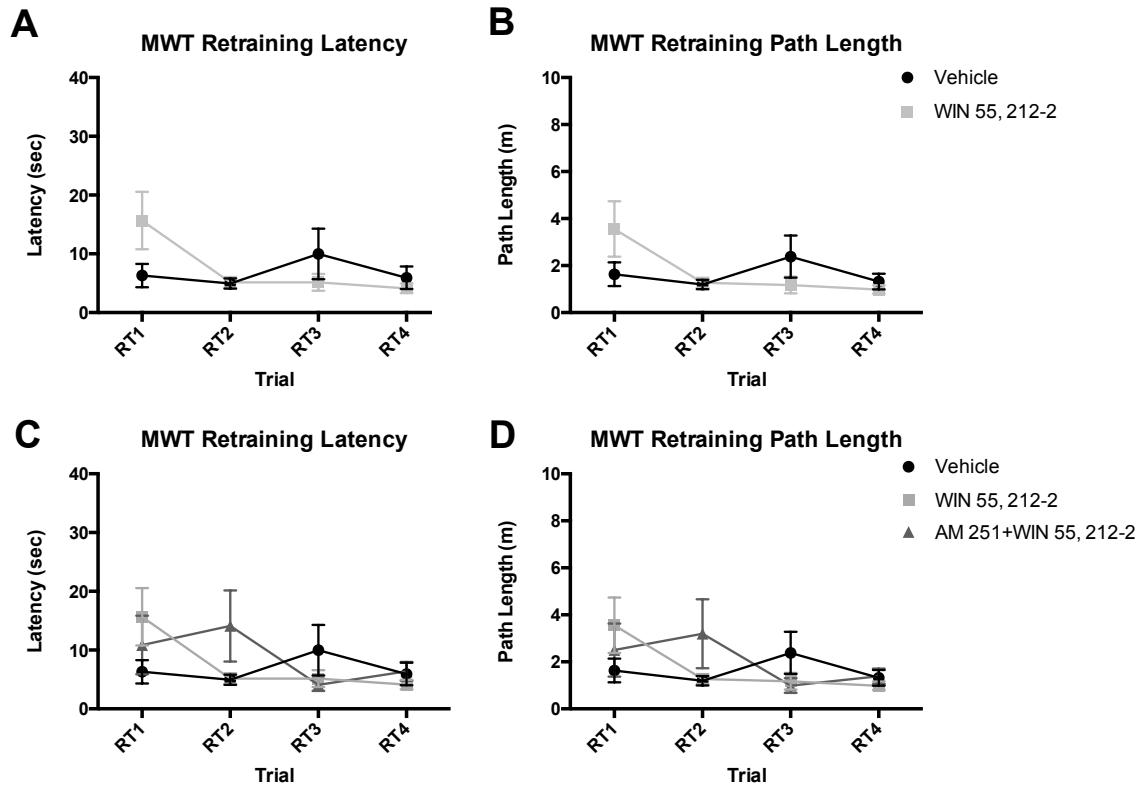 A
MWT Retraining Latency
40
30
20
10
0
Latency (sec)
RT1
RT2
RT3
RT4
Trial
B
MWT Retraining Path Length
10
8
6
4
2
0
Path Length (m)
RT1
RT2
RT3
RT4
Trial
Vehicle
WIN 55, 212-2
C
MWT Retraining Latency
40
30
20
10
0
Latency (sec)
RT1
RT2
RT3
RT4
Trial
D
MWT Retraining Path Length
10
8
6
4
2
0
Path Length (m)
RT1
RT2
RT3
RT4
Trial
Vehicle
WIN 55, 212-2
AM 251+WIN 55, 212-2